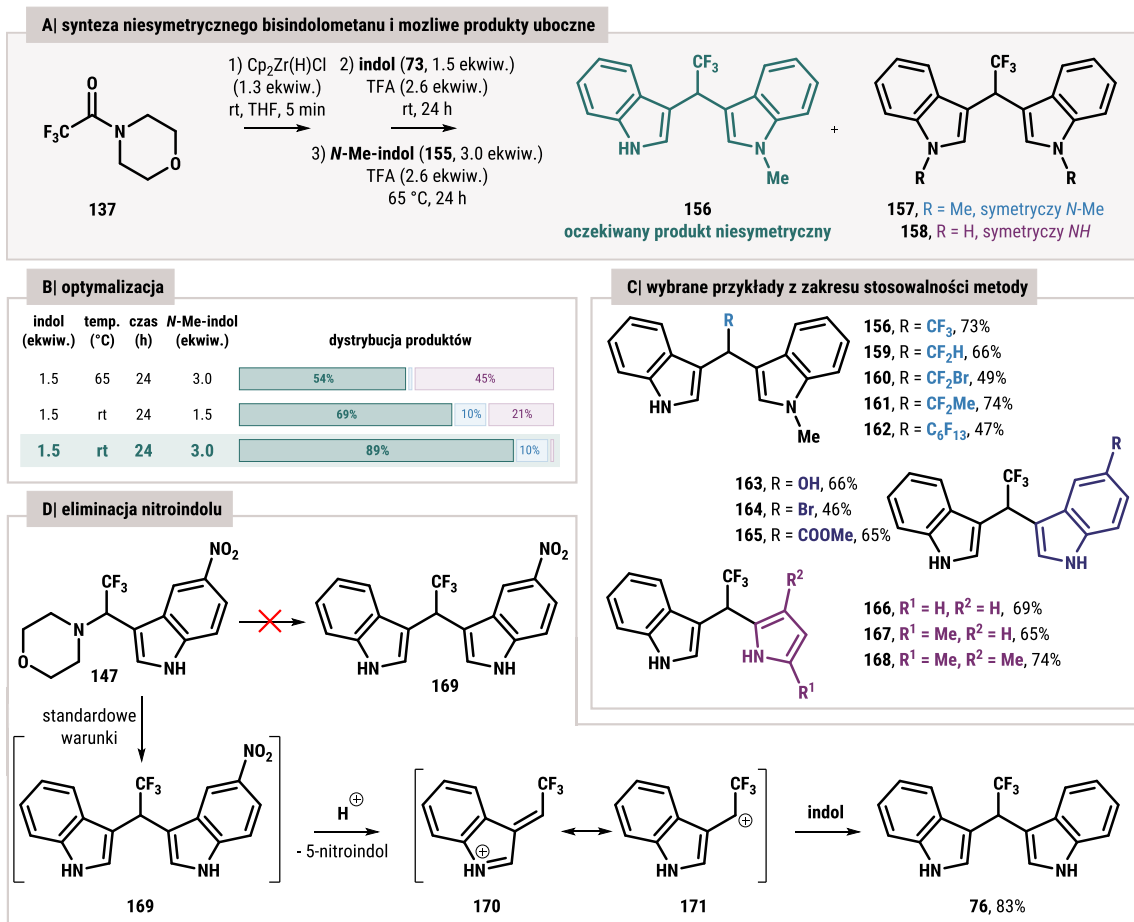 A| synteza niesymetrycznego bisindolometanu i mozliwe produkty uboczne
O
F₃C
N
O
137
1) Cp₂Zr(H)Cl
(1.3 ekwiw.)
rt, THF, 5 min
2) indol (73, 1.5 ekwiw.)
TFA (2.6 ekwiw.)
rt, 24 h
3) N-Me-indol (155, 3.0 ekwiw.)
TFA (2.6 ekwiw.)
65 °C, 24 h
CF₃
HN
N
Me
156
oczekiwany produkt niesymetryczny
+
CF₃
N
R
N
R
157, R = Me, symetryczy N-Me
158, R = H, symetryczy NH
B| optymalizacja
indol (ekwiw.) temp. (°C) czas (h) N-Me-indol (ekwiw.) dystrybucja produktów
1.5 65 24 3.0 54% 45%
1.5 rt 24 1.5 69% 10% 21%
1.5 rt 24 3.0 89% 10%
C| wybrane przykłady z zakresu stosowalności metody
R
HN
N
Me
156, R = CF₃, 73%
159, R = CF₂H, 66%
160, R = CF₂Br, 49%
161, R = CF₂Me, 74%
162, R = C₆F₁₃, 47%
163, R = OH, 66%
164, R = Br, 46%
165, R = COOMe, 65%
R
CF₃
HN
NH
CF₃
R²
HN
HN
R¹
166, R¹ = H, R² = H, 69%
167, R¹ = Me, R² = H, 65%
168, R¹ = Me, R² = Me, 74%
D| eliminacja nitroindolu
NO₂
CF₃
N
O
NH
147
NO₂
CF₃
HN
NH
169
standardowe
warunki
NO₂
CF₃
HN
NH
169
H⊕
- 5-nitroindol
CF₃
⊕
HN
170
CF₃
⊕
HN
171
indol
CF₃
HN
NH
76, 83%